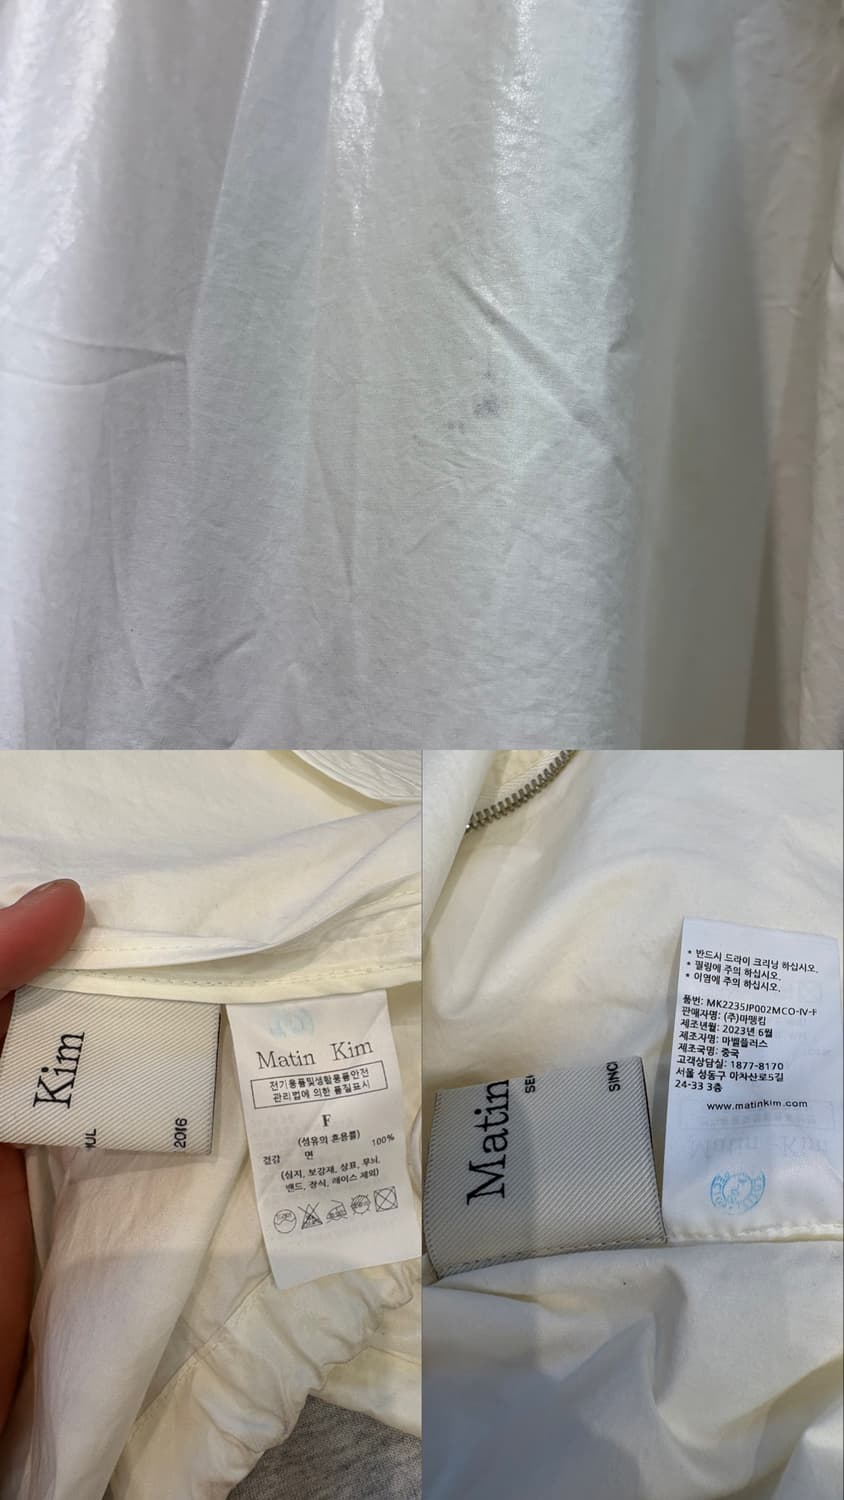 Kim
UL
2016
Matin Kim
전기용품및생활용품안전
관리법에 의한 품질표시
F
(섬유의 혼용률)
겉감 면 100%
(심지, 보강재, 상표, 무늬,
밴드, 장식, 레이스 제외)
Matin
SE
SINC
* 반드시 드라이 크리닝 하십시오.
* 필링에 주의 하십시오.
* 이염에 주의 하십시오.
품번: MK2235JP002MCO-IV-F
판매자명: (주)마뗑킴
제조년월: 2023년 6월
제조자명: 마벨플러스
제조국명: 중국
고객상담실: 1877-8170
서울 성동구 아차산로5길
24-33 3층
www.matinkim.com